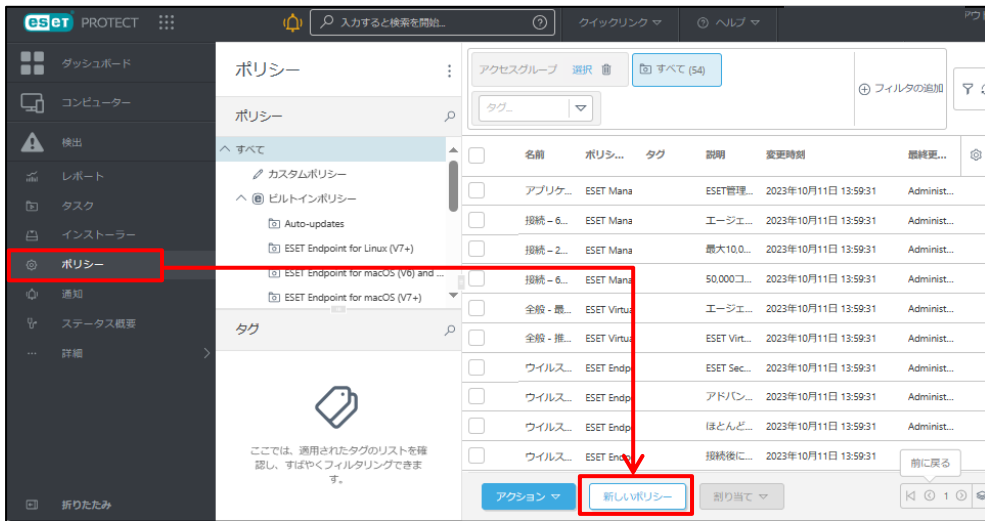 eset PROTECT
入力すると検索を開始...
クイックリンク
ヘルプ
ダッシュボード
コンピューター
検出
レポート
タスク
インストーラー
ポリシー
通知
ステータス概要
詳細
折りたたみ
ポリシー
ポリシー
すべて
カスタムポリシー
ビルトインポリシー
Auto-updates
ESET Endpoint for Linux (V7+)
ESET Endpoint for macOS (V6) and ...
ESET Endpoint for macOS (V7+)
タグ
ここでは、適用されたタグのリストを確
認し、すばやくフィルタリングできま
す。
アクセスグループ 選択 すべて (54)
フィルタの追加
タグ...
名前 ポリシ... タグ 説明 変更時刻 最終更...
アプリケ... ESET Mana ESET管理... 2023年10月11日 13:59:31 Administ...
接続 – 6... ESET Mana エージェ... 2023年10月11日 13:59:31 Administ...
接続 – 2... ESET Mana 最大10,0... 2023年10月11日 13:59:31 Administ...
接続 – 6... ESET Mana 50,000コ... 2023年10月11日 13:59:31 Administ...
全般 - 最... ESET Virtua エージェ... 2023年10月11日 13:59:31 Administ...
全般 - 推... ESET Virtua ESET Virt... 2023年10月11日 13:59:31 Administ...
ウイルス... ESET Endp ESET Sec... 2023年10月11日 13:59:31 Administ...
ウイルス... ESET Endp アドバン... 2023年10月11日 13:59:31 Administ...
ウイルス... ESET Endp ほとんど... 2023年10月11日 13:59:31 Administ...
ウイルス... ESET Endp 接続後に... 2023年10月11日 13:59:31 Administ...
前に戻る
アクション 新しいポリシー 割り当て 1